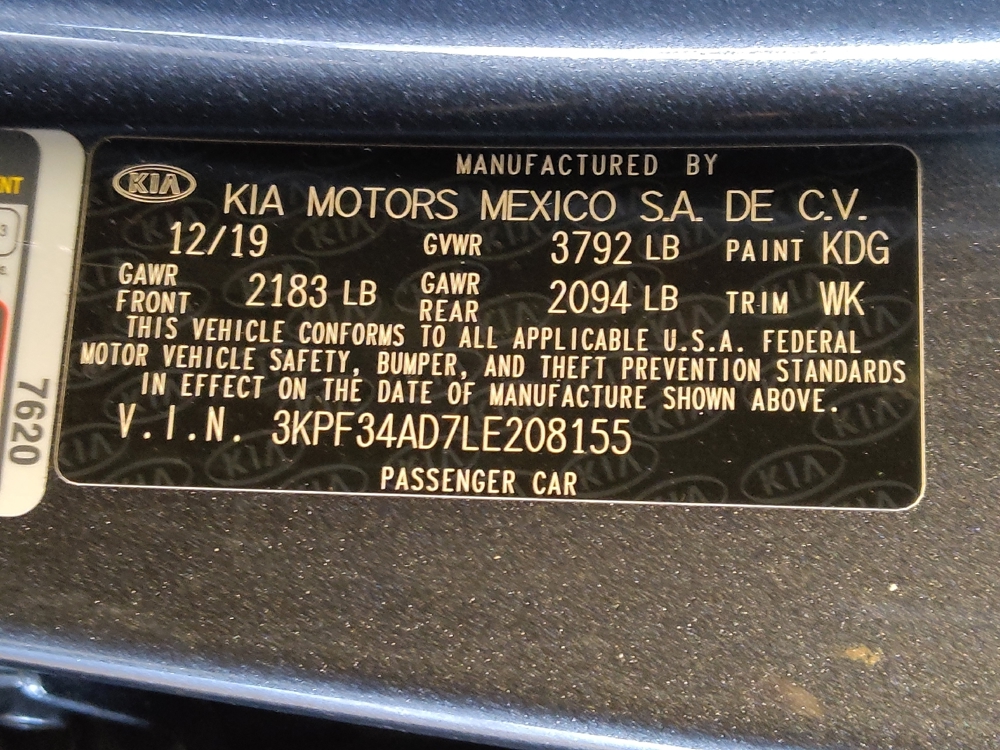 MANUFACTURED BY
KIA KIA MOTORS MEXICO S.A. DE C.V.
12/19 GVWR 3792 LB PAINT KDG
GAWR FRONT 2183 LB GAWR REAR 2094 LB TRIM WK
THIS VEHICLE CONFORMS TO ALL APPLICABLE U.S.A. FEDERAL
MOTOR VEHICLE SAFETY, BUMPER, AND THEFT PREVENTION STANDARDS
IN EFFECT ON THE DATE OF MANUFACTURE SHOWN ABOVE.
V.I.N. 3KPF34AD7LE208155
PASSENGER CAR
NT
3
7620